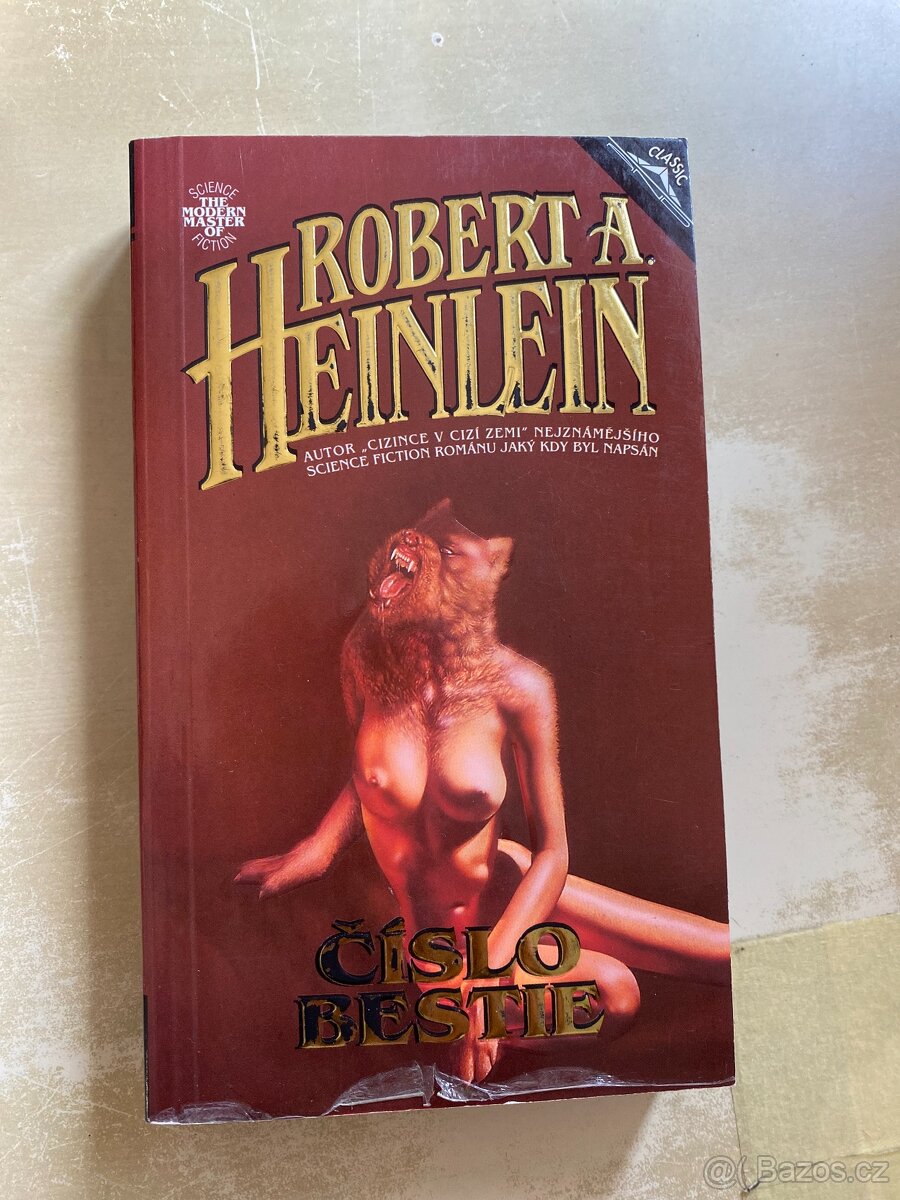 SCIENCE
THE
MODERN
MASTER
OF
FICTION
CLASSIC
ROBERT A.
HEINLEIN
AUTOR „CIZINCE V CIZÍ ZEMI" NEJZNÁMĚJŠÍHO
SCIENCE FICTION ROMÁNU JAKÝ KDY BYL NAPSÁN
ČÍSLO
BESTIE
@( Bazos.cz